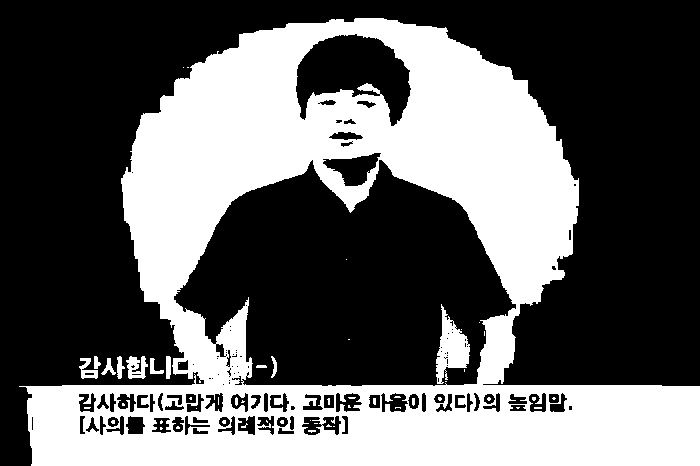 감사합니다
감사하다(고맙게 여기다. 고마운 마음이 있다)의 높임말.
[사의를 표하는 의례적인 동작]